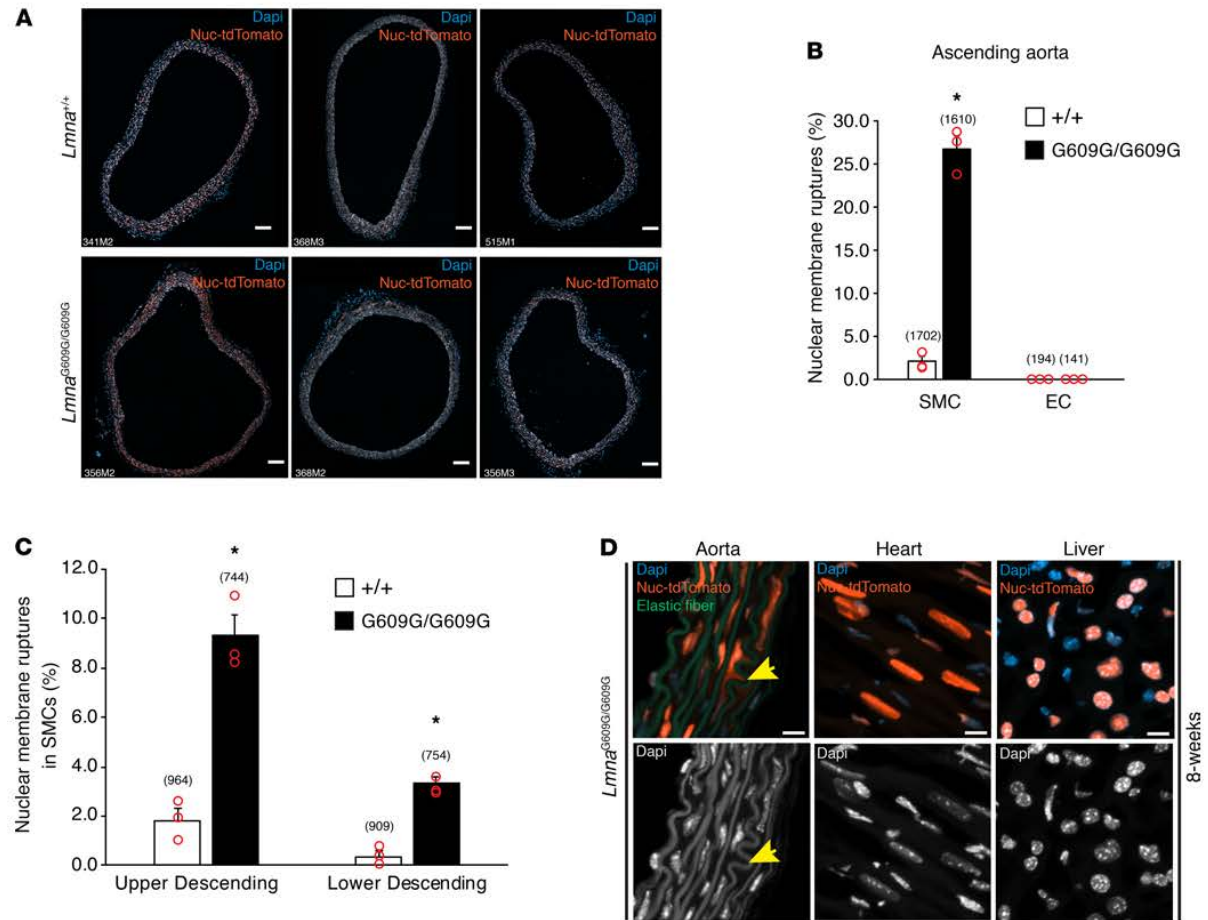 A
Lmna+/+
Dapi
Nuc-tdTomato
341M2
Dapi
Nuc-tdTomato
368M3
Dapi
Nuc-tdTomato
515M1
LmnaG609G/G609G
Dapi
Nuc-tdTomato
356M2
Dapi
Nuc-tdTomato
368M2
Dapi
Nuc-tdTomato
356M3
B
Ascending aorta
Nuclear membrane ruptures (%)
30.0
25.0
20.0
15.0
10.0
5.0
0.0
*
(1610)
(1702)
(194) (141)
+/+
G609G/G609G
SMC
EC
C
Nuclear membrane ruptures
in SMCs (%)
12.0
10.0
8.0
6.0
4.0
2.0
0.0
*
(744)
(964)
*
(754)
(909)
+/+
G609G/G609G
Upper Descending
Lower Descending
D
Aorta
Heart
Liver
LmnaG609G/G609G
Dapi
Nuc-tdTomato
Elastic fiber
Dapi
Nuc-tdTomato
Dapi
Nuc-tdTomato
Dapi
Dapi
Dapi
8-weeks